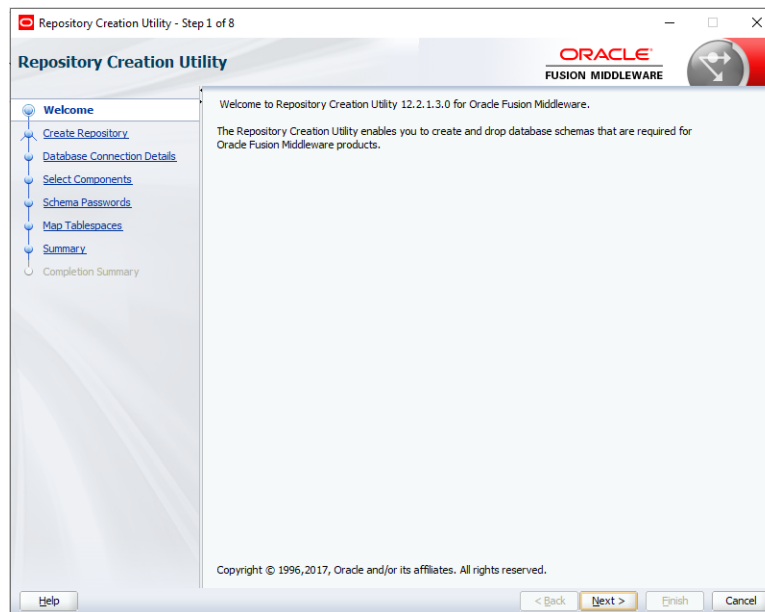 Repository Creation Utility - Step 1 of 8
Repository Creation Utility
ORACLE
FUSION MIDDLEWARE
Welcome
Create Repository
Database Connection Details
Select Components
Schema Passwords
Map Tablespaces
Summary
Completion Summary
Welcome to Repository Creation Utility 12.2.1.3.0 for Oracle Fusion Middleware.
The Repository Creation Utility enables you to create and drop database schemas that are required for
Oracle Fusion Middleware products.
Copyright © 1996,2017, Oracle and/or its affiliates. All rights reserved.
Help
< Back
Next >
Finish
Cancel